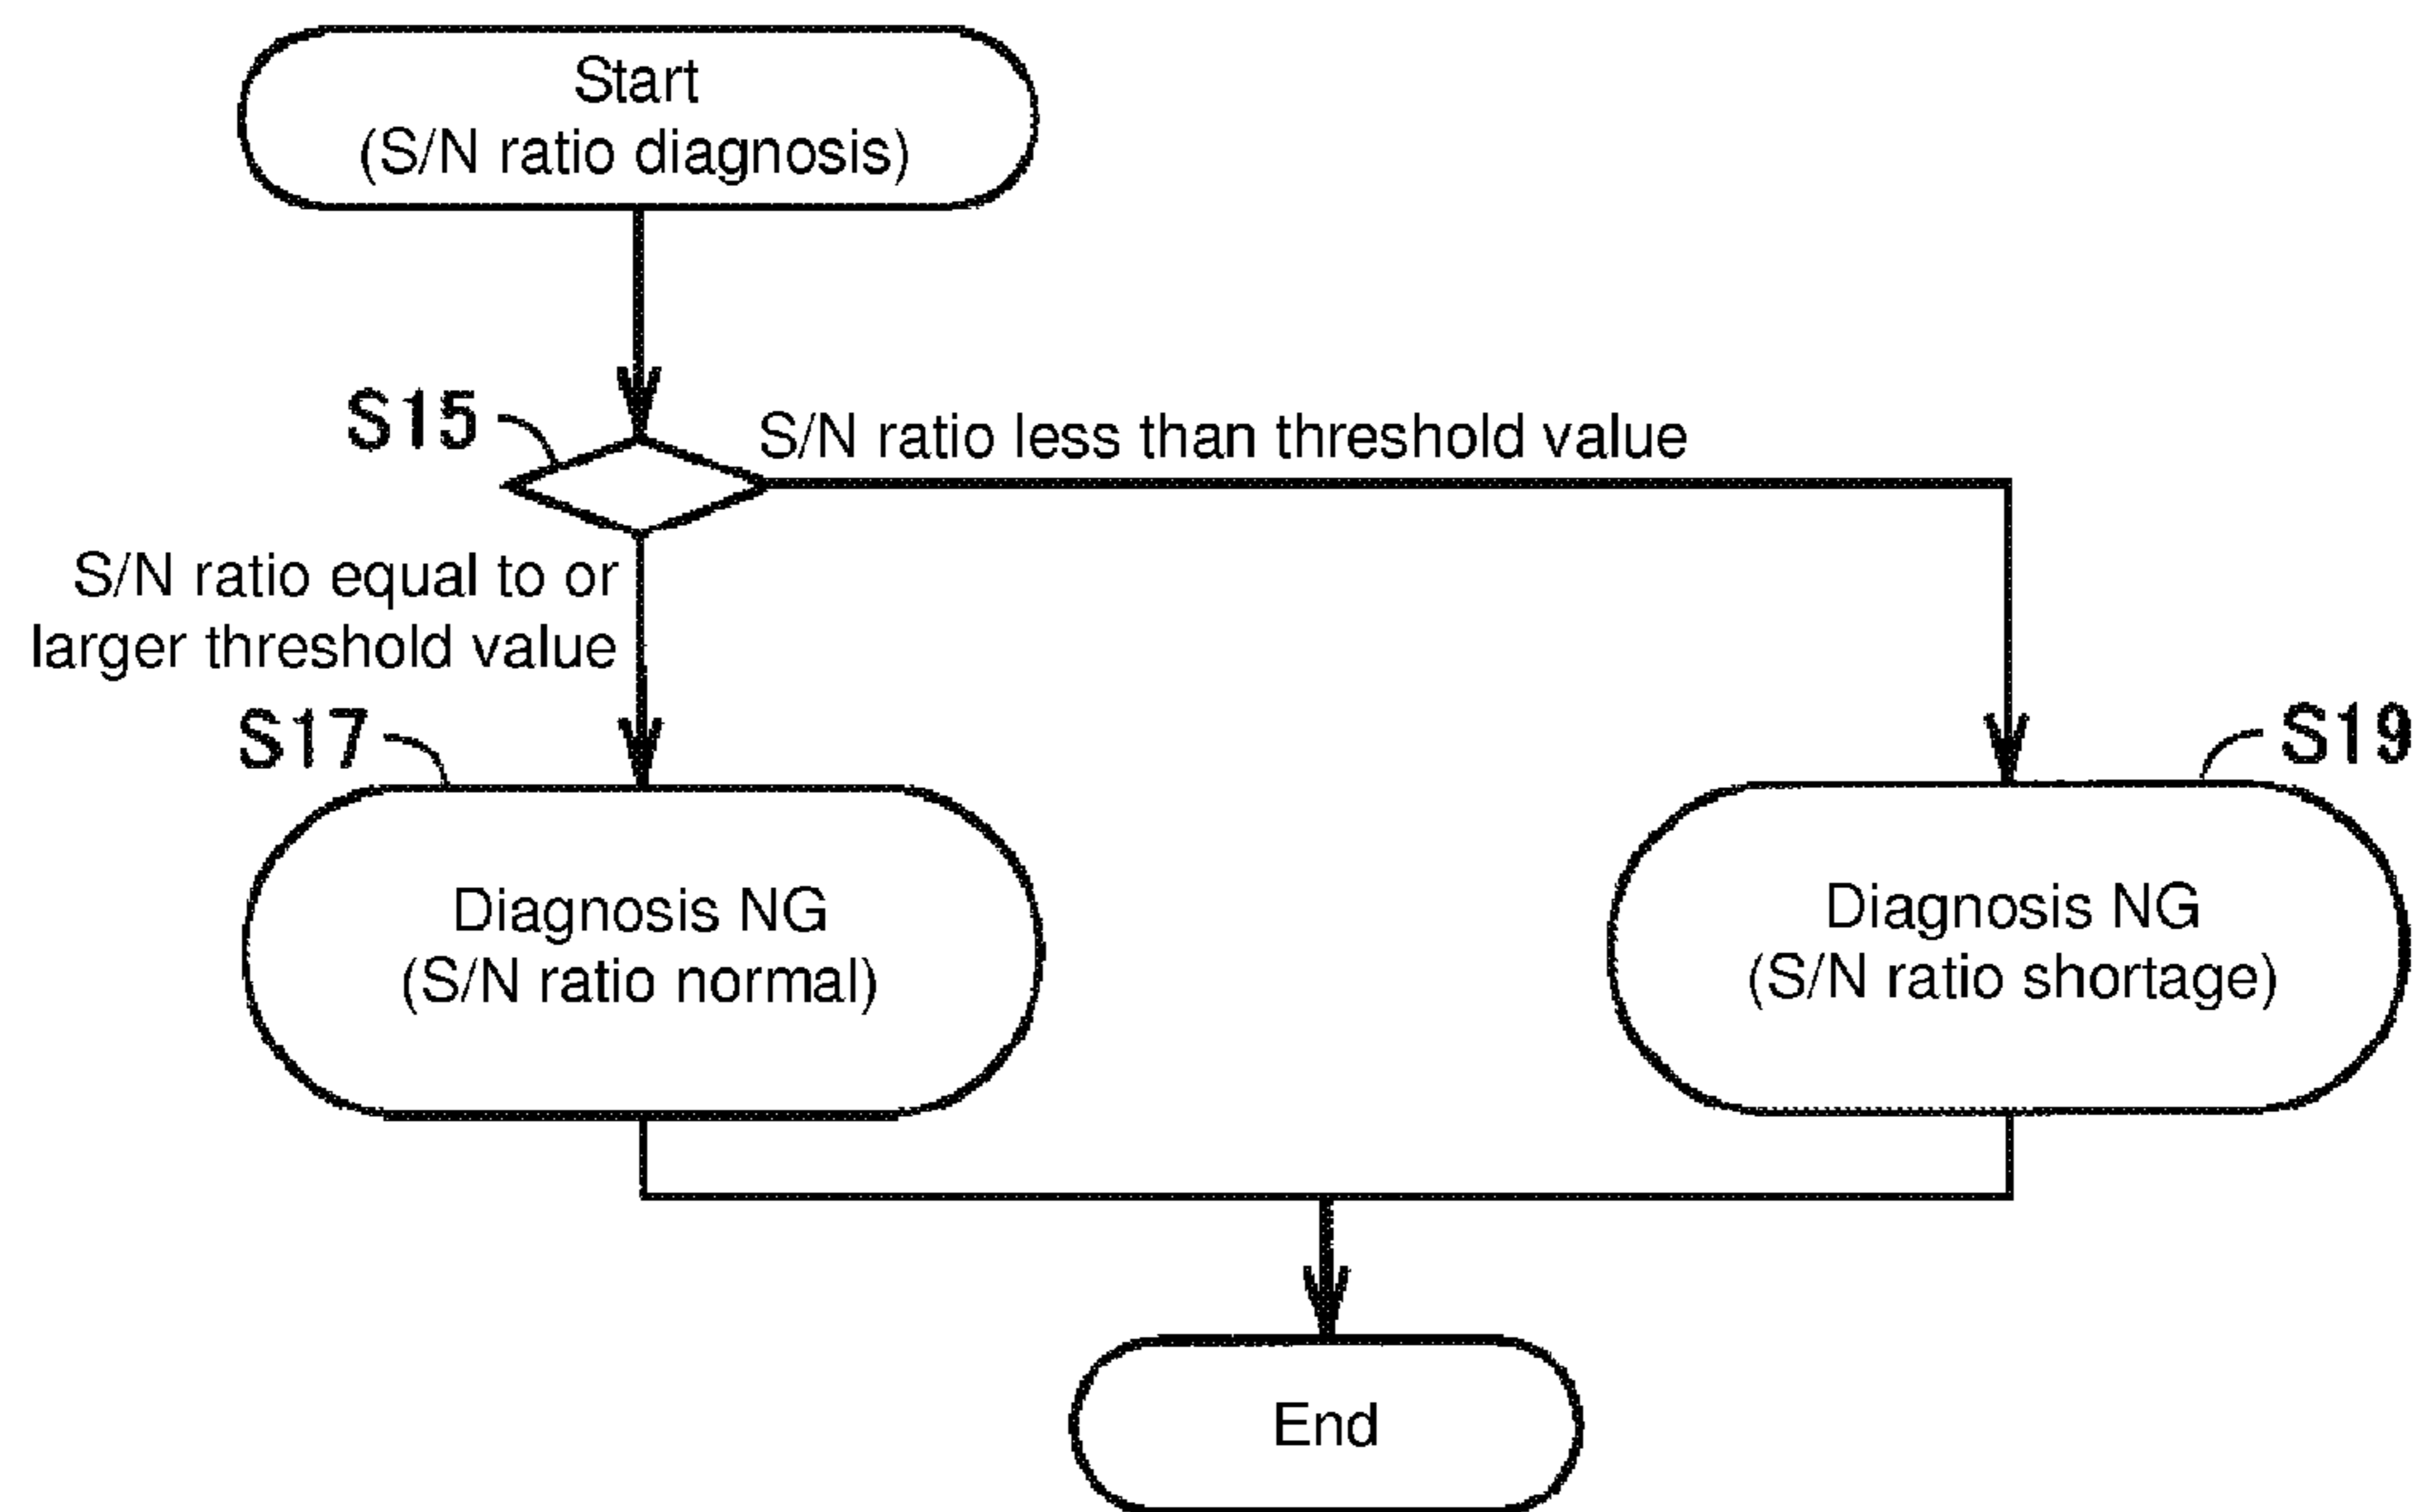 Start
(S/N ratio diagnosis)
S15
S/N ratio less than threshold value
S/N ratio equal to or
larger threshold value
S17
S19
Diagnosis NG
(S/N ratio normal)
Diagnosis NG
(S/N ratio shortage)
End